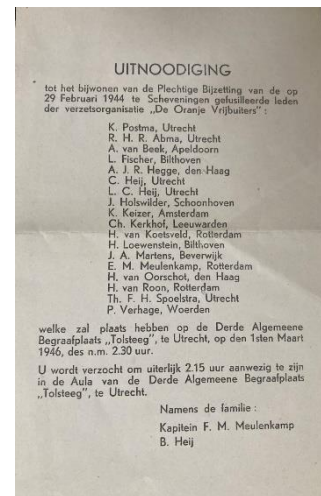 UITNOODIGING
tot het bijwonen van de Plechtige Bijzetting van de op
29 Februari 1944 te Scheveningen gefusilleerde leden
der verzetsorganisatie „De Oranje Vrijbuiters" :
K. Postma, Utrecht
R. H. R. Abma, Utrecht
A. van Beek, Apeldoorn
L. Fischer, Bilthoven
A. J. R. Hegge, den Haag
C. Heij, Utrecht
L. C. Heij, Utrecht
J. Holswilder, Schoonhoven
K. Keizer, Amsterdam
Ch. Kerkhof, Leeuwarden
H. van Koetsveld, Rotterdam
H. Loewenstein, Bilthoven
J. A. Martens, Beverwijk
E. M. Meulenkamp, Rotterdam
H. van Oorschot, den Haag
H. van Roon, Rotterdam
Th. F. H. Spoelstra, Utrecht
P. Verhage, Woerden
welke zal plaats hebben op de Derde Algemeene
Begraafplaats „Tolsteeg", te Utrecht, op den 1sten Maart
1946, des n.m. 2.30 uur.
U wordt verzocht om uiterlijk 2.15 uur aanwezig te zijn
in de Aula van de Derde Algemeene Begraafplaats
„Tolsteeg", te Utrecht.
Namens de familie :
Kapitein F. M. Meulenkamp
B. Heij